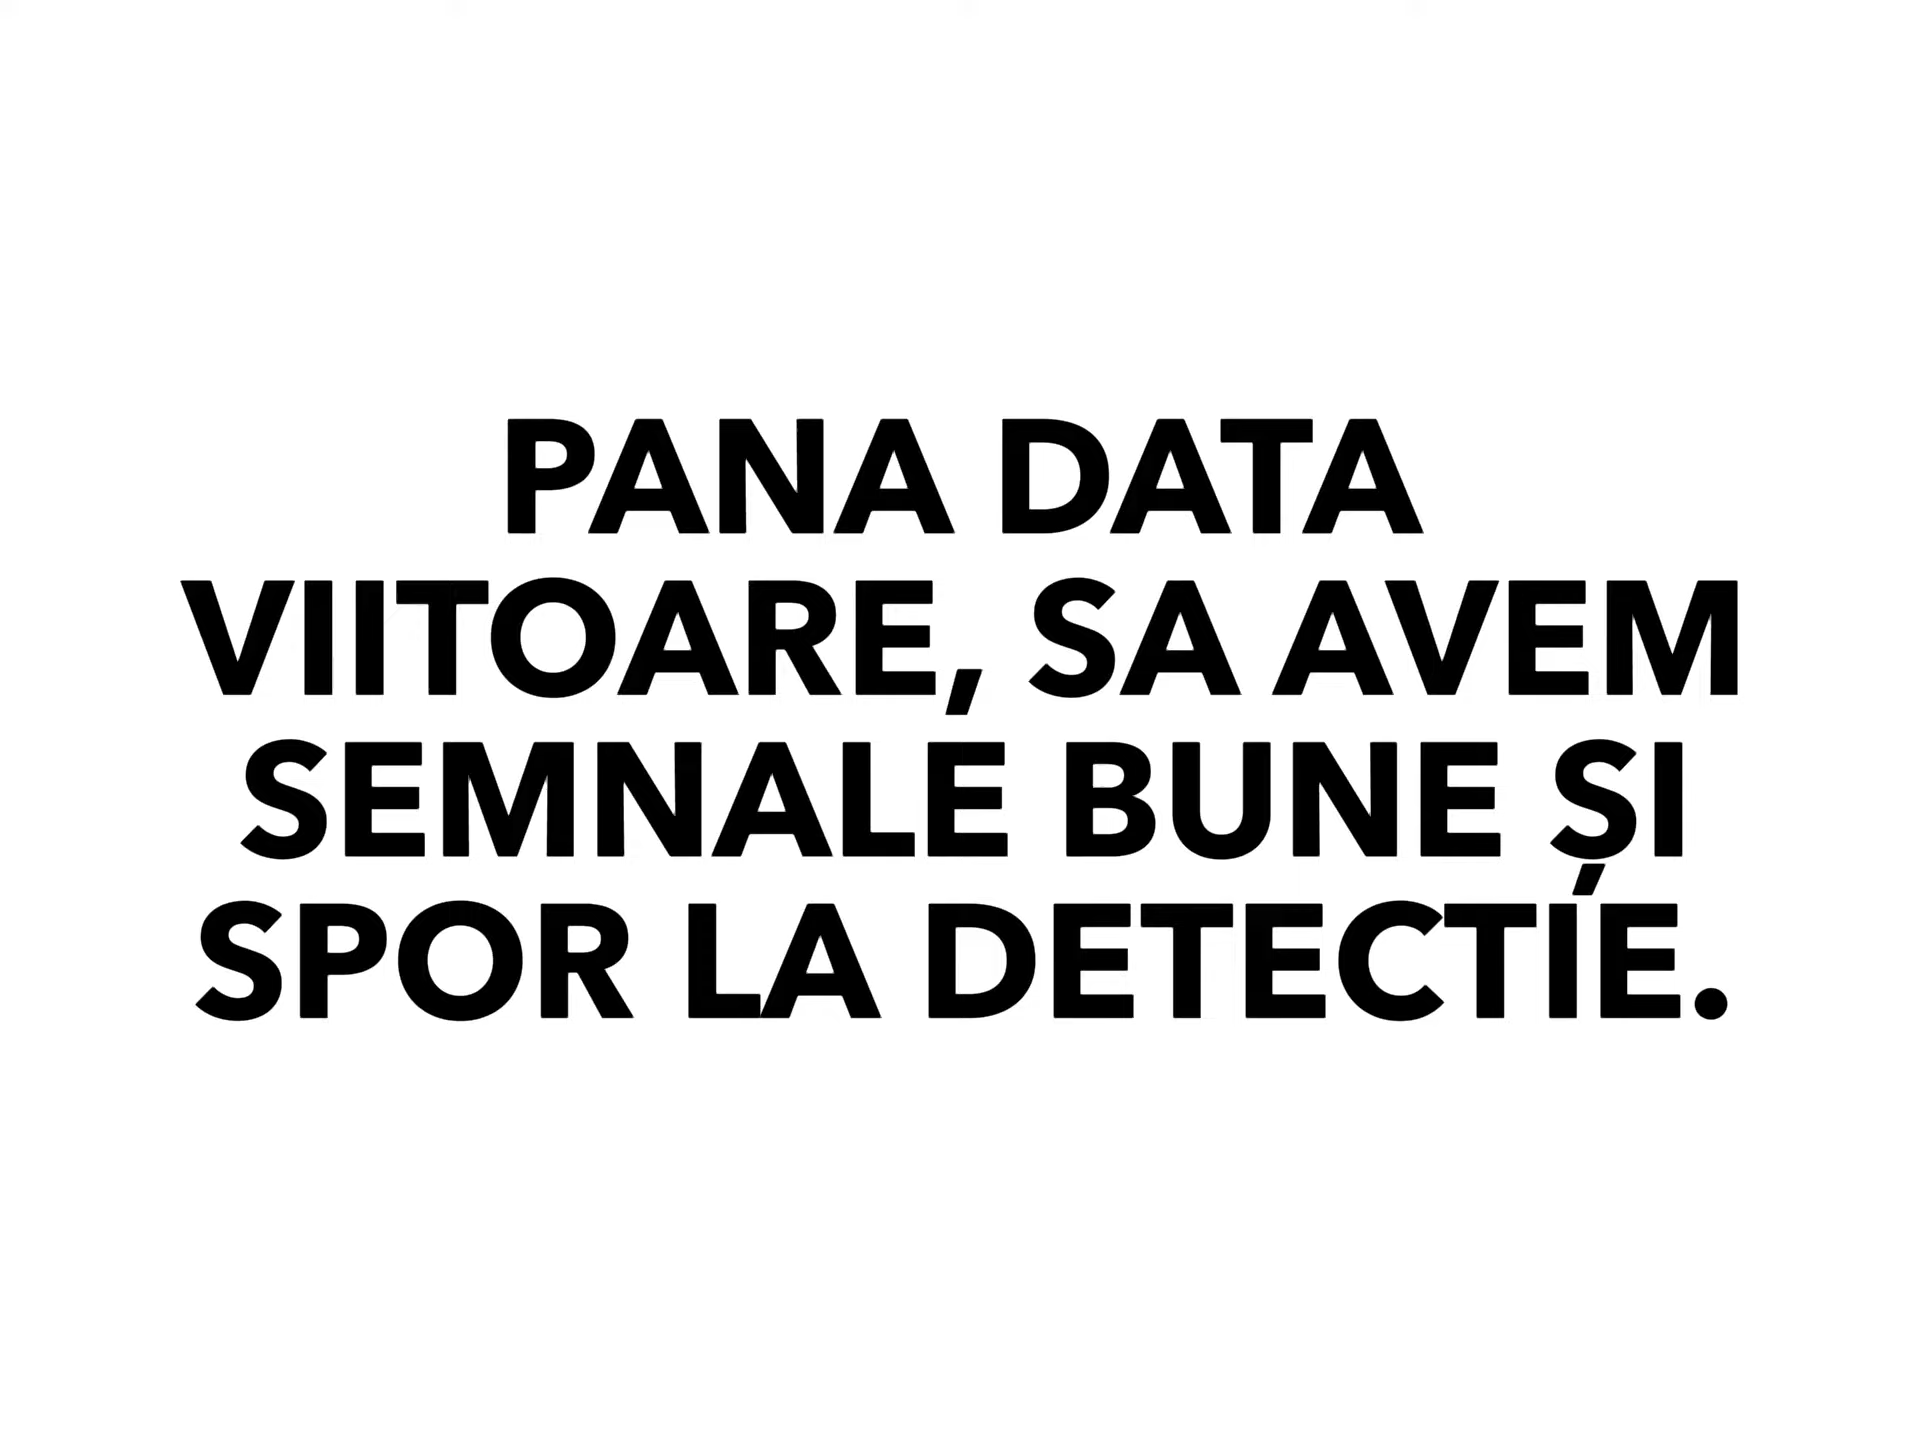 PANA DATA
VIITOARE, SA AVEM
SEMNALE BUNE ȘI
SPOR LA DETECTIE.